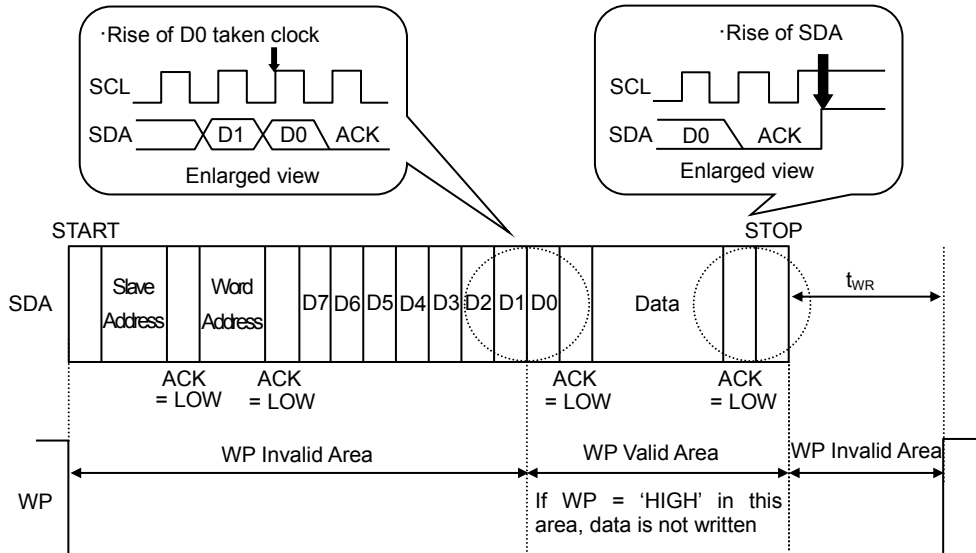 ·Rise of D0 taken clock
SCL
SDA
D1
D0
ACK
Enlarged view
·Rise of SDA
SCL
SDA
D0
ACK
Enlarged view
START
STOP
SDA
Slave
Address
Word
Address
D7
D6
D5
D4
D3
D2
D1
D0
Data
tWR
ACK
= LOW
ACK
= LOW
ACK
= LOW
ACK
= LOW
WP Invalid Area
WP Valid Area
WP Invalid Area
WP
If WP = ‘HIGH’ in this
area, data is not written